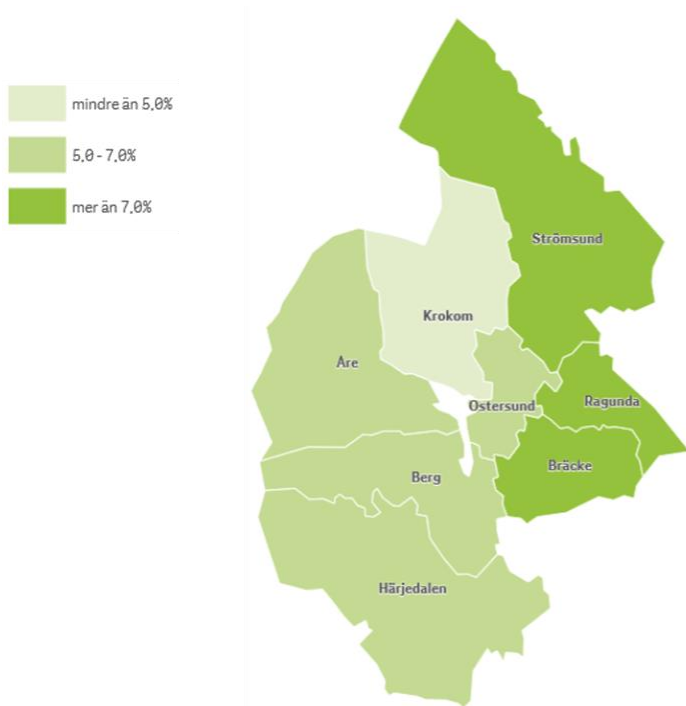 mindre än 5,0%
5,0 - 7,0%
mer än 7,0%
Strömsund
Krokom
Åre
Ragunda
Östersund
Bräcke
Berg
Härjedalen